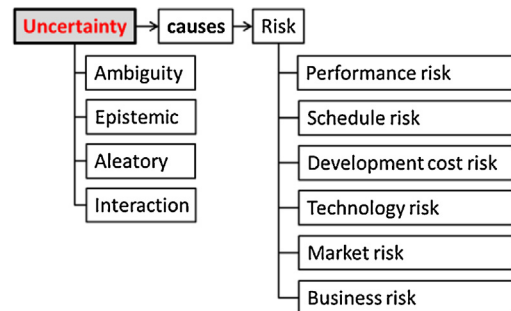 Uncertainty causes Risk
Ambiguity
Epistemic
Aleatory
Interaction
Performance risk
Schedule risk
Development cost risk
Technology risk
Market risk
Business risk